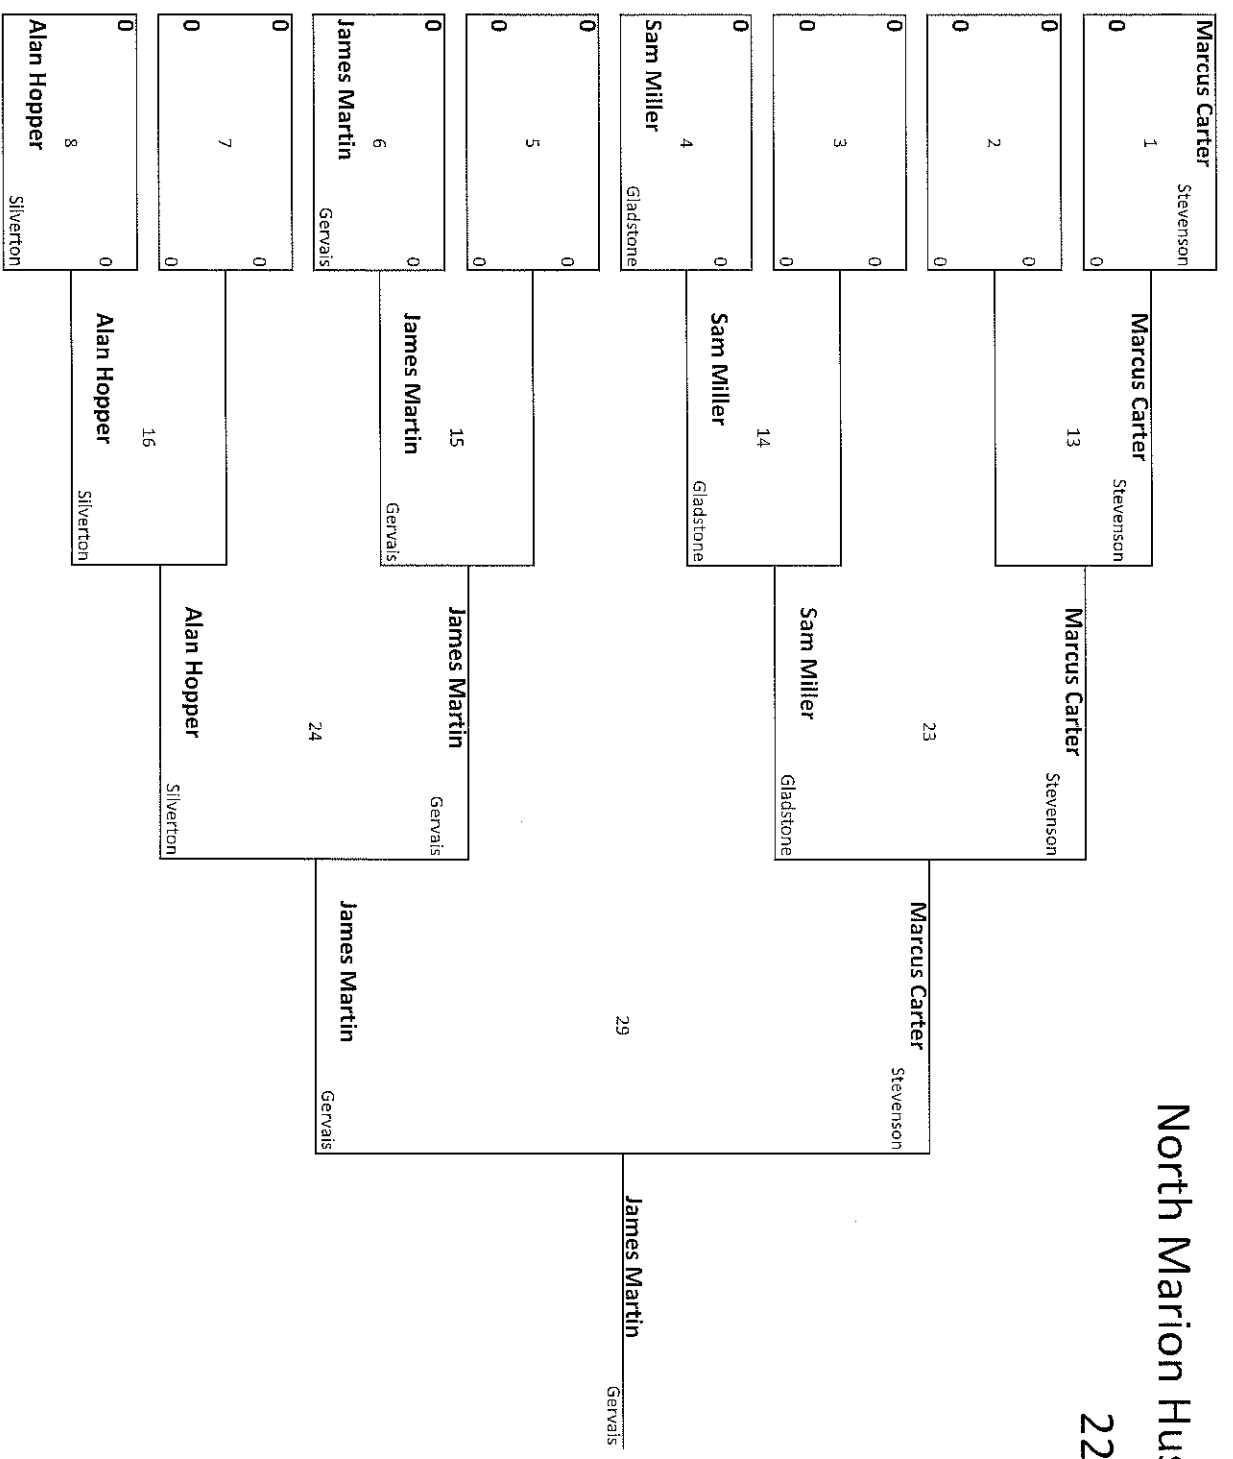 North Marion Hus
22
Marcus Carter
Stevenson
1
0 0
0 0
2
0 0
0 0
3
0 0
0 0
4
Sam Miller
Gladstone
0 0
5
0 0
0 0
6
James Martin
Gervais
0 0
7
0 0
0 0
8
Alan Hopper
Silverton
Marcus Carter
Stevenson
13
14
Sam Miller
Gladstone
15
James Martin
Gervais
16
Alan Hopper
Silverton
Marcus Carter
Stevenson
23
Sam Miller
Gladstone
James Martin
Gervais
24
Alan Hopper
Silverton
Marcus Carter
Stevenson
29
James Martin
Gervais
James Martin
Gervais